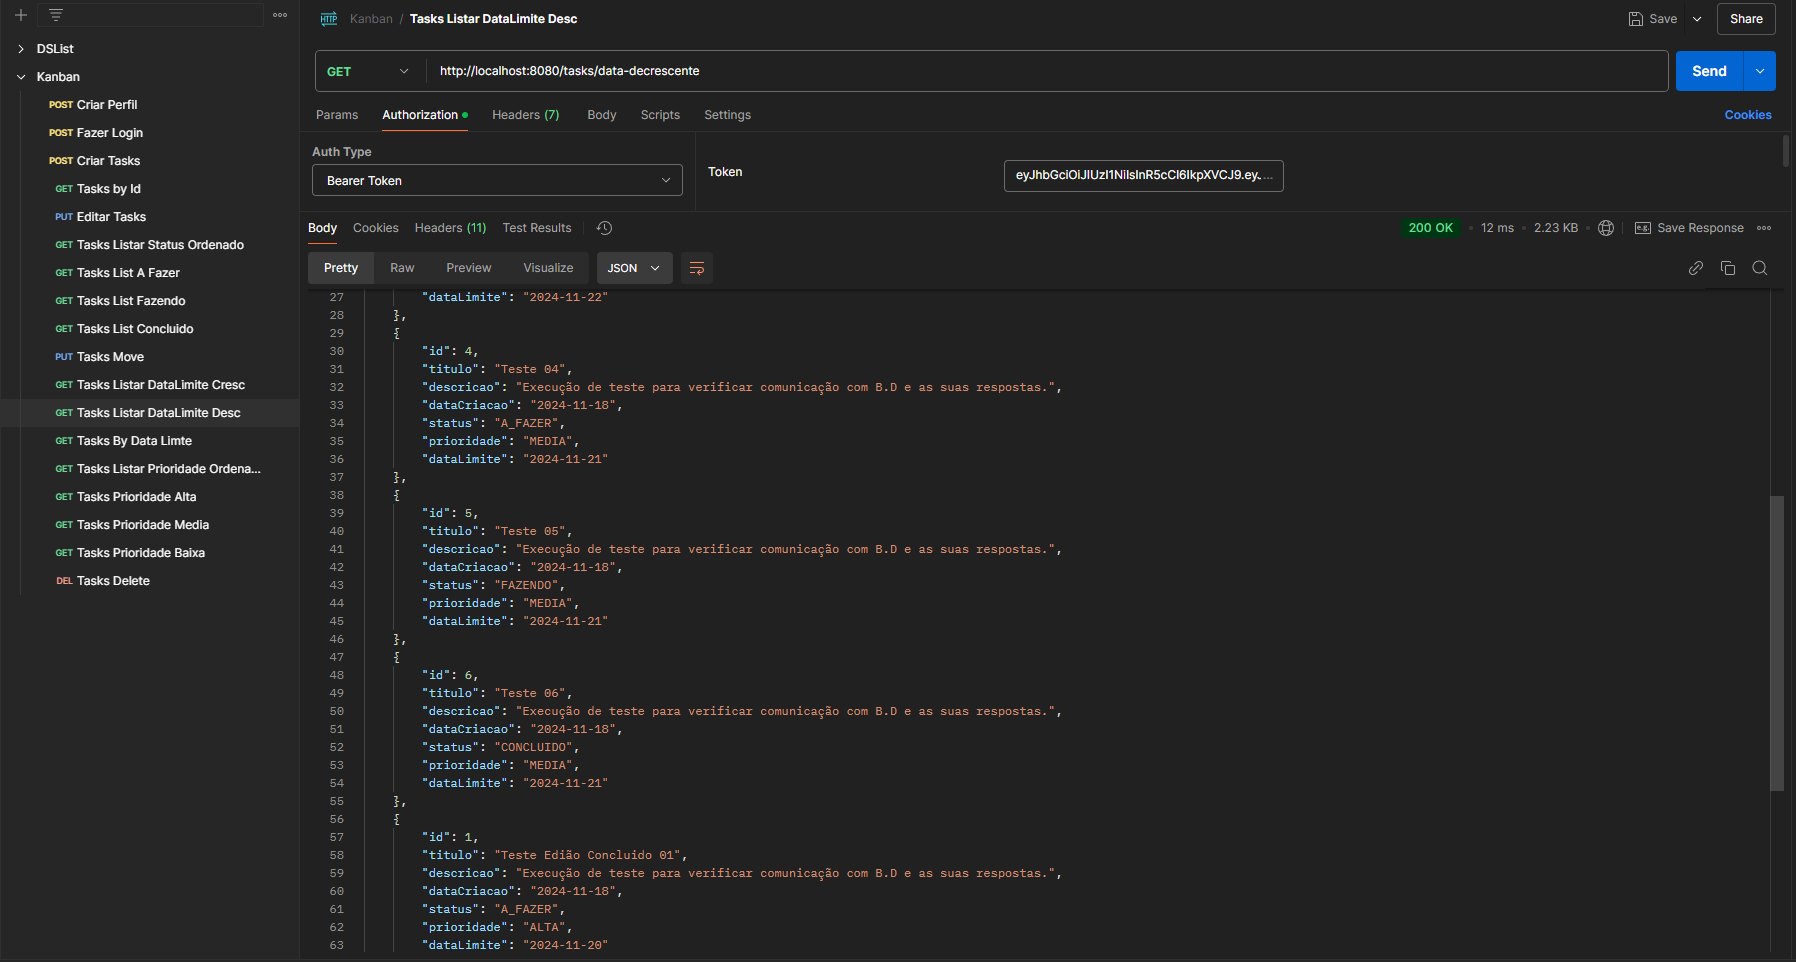 Kanban / Tasks Listar DataLimite Desc
Save
Share
DSList
Kanban
POST Criar Perfil
POST Fazer Login
POST Criar Tasks
GET Tasks by Id
PUT Editar Tasks
GET Tasks Listar Status Ordenado
GET Tasks List A Fazer
GET Tasks List Fazendo
GET Tasks List Concluido
PUT Tasks Move
GET Tasks Listar DataLimite Cresc
GET Tasks Listar DataLimite Desc
GET Tasks By Data Limte
GET Tasks Listar Prioridade Ordena...
GET Tasks Prioridade Alta
GET Tasks Prioridade Media
GET Tasks Prioridade Baixa
DEL Tasks Delete
GET http://localhost:8080/tasks/data-decrescente Send
Params Authorization Headers (7) Body Scripts Settings Cookies
Auth Type
Bearer Token
Token eyJhbGciOiJIUzI1NiIsInR5cCI6IkpXVCJ9.ey...
Body Cookies Headers (11) Test Results 200 OK 12 ms 2.23 KB e.g. Save Response
Pretty Raw Preview Visualize JSON
27 "dataLimite": "2024-11-22"
28 },
29 {
30 "id": 4,
31 "titulo": "Teste 04",
32 "descricao": "Execução de teste para verificar comunicação com B.D e as suas respostas.",
33 "dataCriacao": "2024-11-18",
34 "status": "A_FAZER",
35 "prioridade": "MEDIA",
36 "dataLimite": "2024-11-21"
37 },
38 {
39 "id": 5,
40 "titulo": "Teste 05",
41 "descricao": "Execução de teste para verificar comunicação com B.D e as suas respostas.",
42 "dataCriacao": "2024-11-18",
43 "status": "FAZENDO",
44 "prioridade": "MEDIA",
45 "dataLimite": "2024-11-21"
46 },
47 {
48 "id": 6,
49 "titulo": "Teste 06",
50 "descricao": "Execução de teste para verificar comunicação com B.D e as suas respostas.",
51 "dataCriacao": "2024-11-18",
52 "status": "CONCLUIDO",
53 "prioridade": "MEDIA",
54 "dataLimite": "2024-11-21"
55 },
56 {
57 "id": 1,
58 "titulo": "Teste Edião Concluido 01",
59 "descricao": "Execução de teste para verificar comunicação com B.D e as suas respostas.",
60 "dataCriacao": "2024-11-18",
61 "status": "A_FAZER",
62 "prioridade": "ALTA",
63 "dataLimite": "2024-11-20"